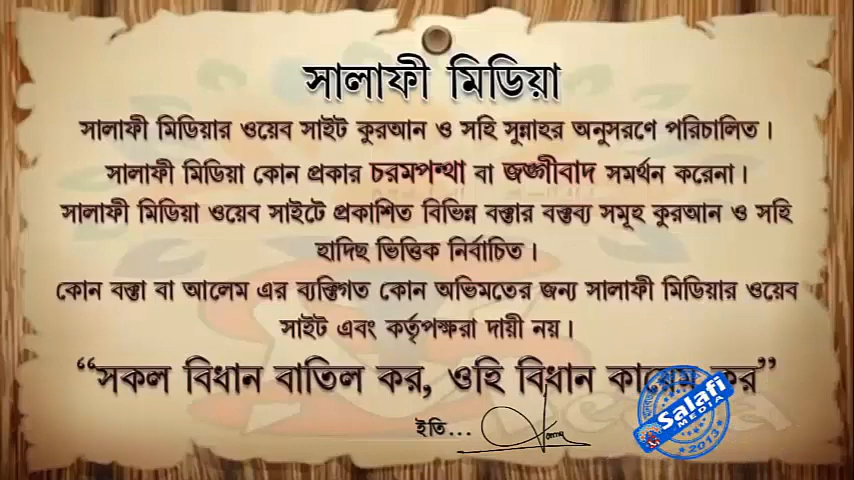 সালাফী মিডিয়া
সালাফী মিডিয়ার ওয়েব সাইট কুরআন ও সহি সুন্নাহর অনুসরণে পরিচালিত।
সালাফী মিডিয়া কোন প্রকার চরমপন্থা বা জঙ্গীবাদ সমর্থন করেনা।
সালাফী মিডিয়া ওয়েব সাইটে প্রকাশিত বিভিন্ন বক্তার বক্তব্য সমূহ কুরআন ও সহি
হাদিছ ভিত্তিক নির্বাচিত।
কোন বক্তা বা আলেম এর ব্যক্তিগত কোন অভিমতের জন্য সালাফী মিডিয়ার ওয়েব
সাইট এবং কর্তৃপক্ষরা দায়ী নয়।
“সকল বিধান বাতিল কর, ওহি বিধান কায়েম কর”
ইতি...
Salafi
MEDIA
2013